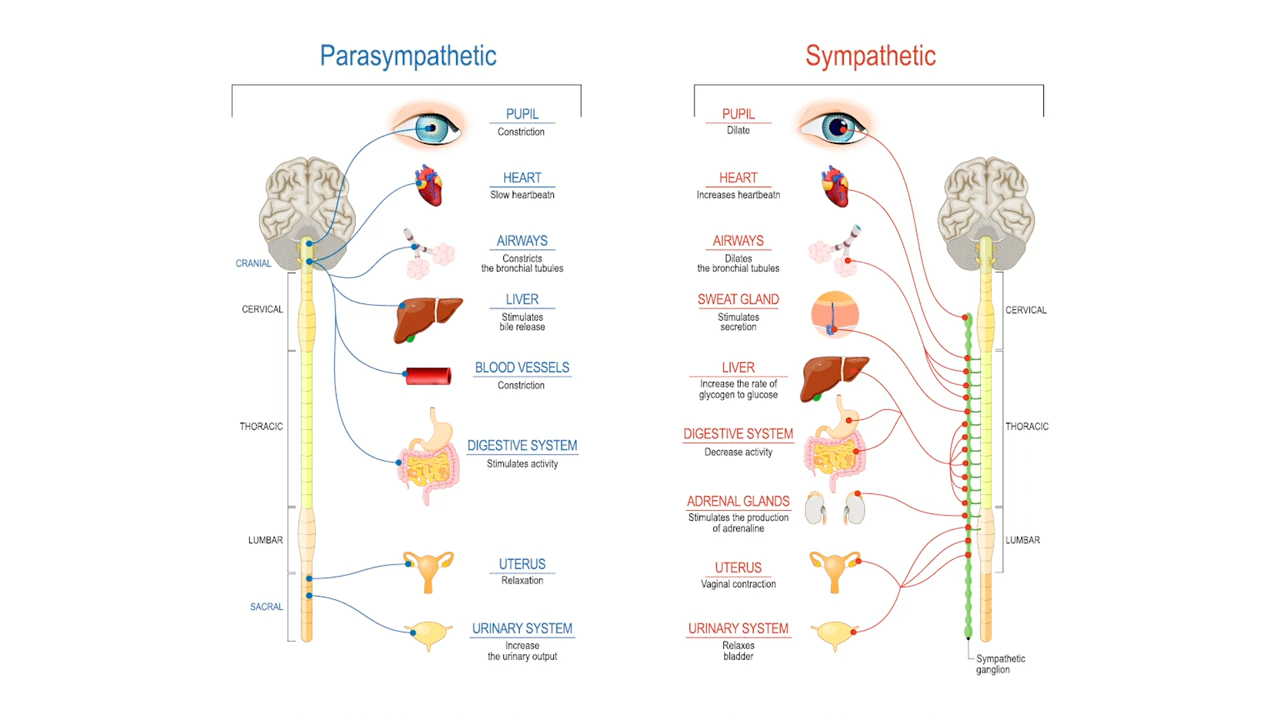 Parasympathetic
PUPIL
Constriction
HEART
Slow heartbeatn
AIRWAYS
Constricts
the bronchial tubules
CRANIAL
LIVER
Stimulates
bile release
CERVICAL
BLOOD VESSELS
Constriction
THORACIC
DIGESTIVE SYSTEM
Stimulates activity
LUMBAR
UTERUS
Relaxation
SACRAL
URINARY SYSTEM
Increase
the urinary output
Sympathetic
PUPIL
Dilate
HEART
Increases heartbeatn
AIRWAYS
Dilates
the bronchial tubules
SWEAT GLAND
Stimulates
secretion
CERVICAL
LIVER
Increase the rate of
glycogen to glucose
DIGESTIVE SYSTEM
Decrease activity
THORACIC
ADRENAL GLANDS
Stimulates the production
of adrenaline
LUMBAR
UTERUS
Vaginal contraction
URINARY SYSTEM
Relaxes
bladder
Sympathetic
ganglion